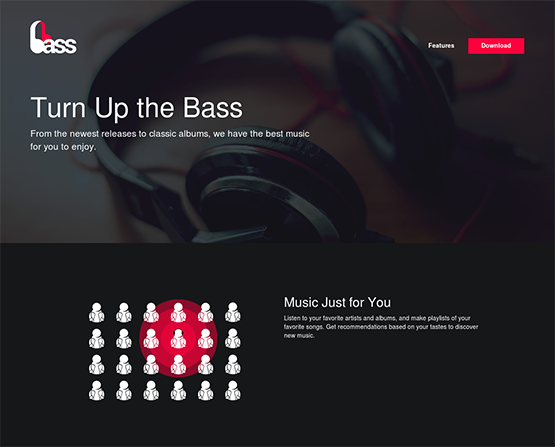 bass
Features
Download
Turn Up the Bass
From the newest releases to classic albums, we have the best music
for you to enjoy.
Music Just for You
Listen to your favorite artists and albums, and make playlists of your
favorite songs. Get recommendations based on your tastes to discover
new music.